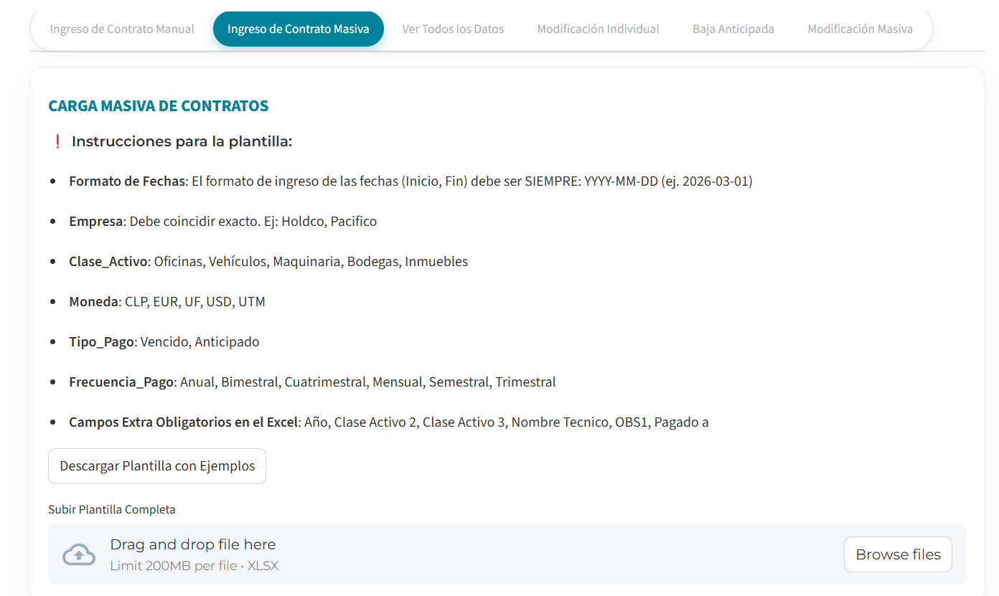 Ingreso de Contrato Manual
Ingreso de Contrato Masiva
Ver Todos los Datos
Modificación Individual
Baja Anticipada
Modificación Masiva
CARGA MASIVA DE CONTRATOS
❗ Instrucciones para la plantilla:
• Formato de Fechas: El formato de ingreso de las fechas (Inicio, Fin) debe ser SIEMPRE: YYYY-MM-DD (ej. 2026-03-01)
• Empresa: Debe coincidir exacto. Ej: Holdco, Pacifico
• Clase_Activo: Oficinas, Vehículos, Maquinaria, Bodegas, Inmuebles
• Moneda: CLP, EUR, UF, USD, UTM
• Tipo_Pago: Vencido, Anticipado
• Frecuencia_Pago: Anual, Bimestral, Cuatrimestral, Mensual, Semestral, Trimestral
• Campos Extra Obligatorios en el Excel: Año, Clase Activo 2, Clase Activo 3, Nombre Tecnico, OBS1, Pagado a
Descargar Plantilla con Ejemplos
Subir Plantilla Completa
Drag and drop file here
Limit 200MB per file • XLSX
Browse files